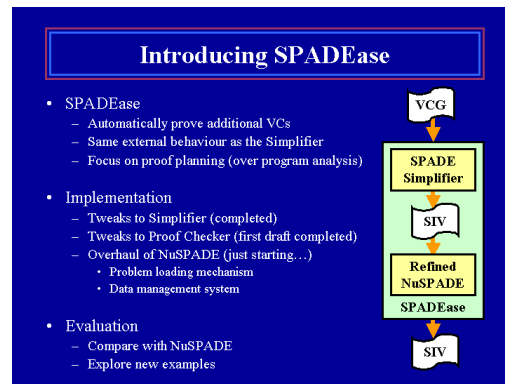 Introducing SPADEase
• SPADEase
– Automatically prove additional VCs
– Same external behaviour as the Simplifier
– Focus on proof planning (over program analysis)
• Implementation
– Tweaks to Simplifier (completed)
– Tweaks to Proof Checker (first draft completed)
– Overhaul of NuSPADE (just starting…)
• Problem loading mechanism
• Data management system
• Evaluation
– Compare with NuSPADE
– Explore new examples
VCG
SPADE
Simplifier
SIV
Refined
NuSPADE
SPADEase
SIV